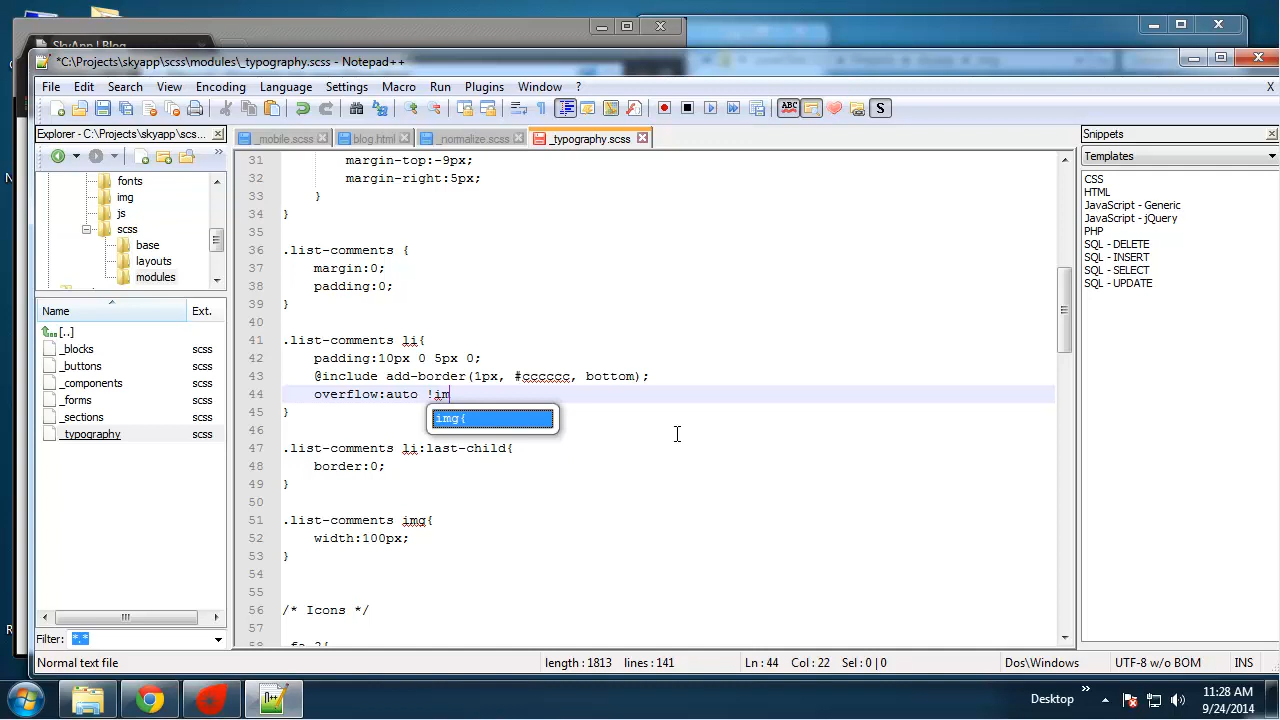 SkyApp | Blog
*C:\Projects\skyapp\scss\modules\_typography.scss - Notepad++
File Edit Search View Encoding Language Settings Macro Run Plugins Window ? X
ABC S
Explorer - C:\Projects\skyapp\scs...
_mobile.scss blog.html _normalize.scss _typography.scss
Snippets
Templates
CSS
HTML
JavaScript - Generic
JavaScript - jQuery
PHP
SQL - DELETE
SQL - INSERT
SQL - SELECT
SQL - UPDATE
fonts
img
js
scss
base
layouts
modules
Name Ext.
[..]
_blocks scss
_buttons scss
_components scss
_forms scss
_sections scss
_typography scss
Filter: *.*
31 margin-top:-9px;
32 margin-right:5px;
33 }
34 }
35
36 .list-comments {
37 margin:0;
38 padding:0;
39 }
40
41 .list-comments li{
42 padding:10px 0 5px 0;
43 @include add-border(1px, #cccccc, bottom);
44 overflow:auto !im
45 }
img{
46
47 .list-comments li:last-child{
48 border:0;
49 }
50
51 .list-comments img{
52 width:100px;
53 }
54
55
56 /* Icons */
57
Normal text file length : 1813 lines : 141 Ln : 44 Col : 22 Sel : 0 | 0 Dos\Windows UTF-8 w/o BOM INS
Desktop »
11:28 AM
9/24/2014